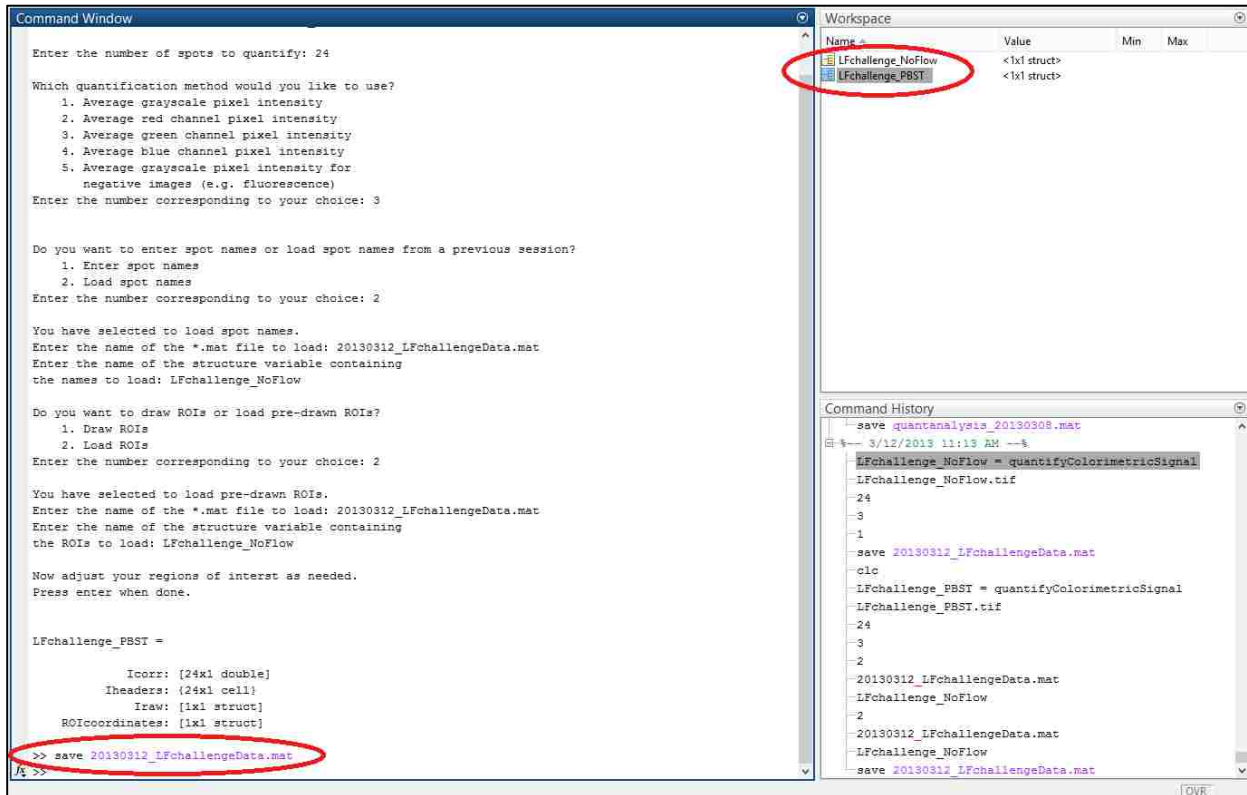 Command Window
Enter the number of spots to quantify: 24
Which quantification method would you like to use?
1. Average grayscale pixel intensity
2. Average red channel pixel intensity
3. Average green channel pixel intensity
4. Average blue channel pixel intensity
5. Average grayscale pixel intensity for
negative images (e.g. fluorescence)
Enter the number corresponding to your choice: 3
Do you want to enter spot names or load spot names from a previous session?
1. Enter spot names
2. Load spot names
Enter the number corresponding to your choice: 2
You have selected to load spot names.
Enter the name of the *.mat file to load: 20130312_LFchallengeData.mat
Enter the name of the structure variable containing
the names to load: LFchallenge_NoFlow
Do you want to draw ROIs or load pre-drawn ROIs?
1. Draw ROIs
2. Load ROIs
Enter the number corresponding to your choice: 2
You have selected to load pre-drawn ROIs.
Enter the name of the *.mat file to load: 20130312_LFchallengeData.mat
Enter the name of the structure variable containing
the ROIs to load: LFchallenge_NoFlow
Now adjust your regions of interst as needed.
Press enter when done.
LFchallenge_PBST =
Icorr: [24x1 double]
Iheaders: {24x1 cell}
Iraw: [1x1 struct]
ROIcoordinates: [1x1 struct]
>> save 20130312_LFchallengeData.mat
fx >>
Workspace
Name Value Min Max
LFchallenge_NoFlow <1x1 struct>
LFchallenge_PBST <1x1 struct>
Command History
save quantanalysis_20130308.mat
%-- 3/12/2013 11:13 AM --%
LFchallenge_NoFlow = quantifyColorimetricSignal
LFchallenge_NoFlow.tif
24
3
1
save 20130312_LFchallengeData.mat
clc
LFchallenge_PBST = quantifyColorimetricSignal
LFchallenge_PBST.tif
24
3
2
20130312_LFchallengeData.mat
LFchallenge_NoFlow
2
20130312_LFchallengeData.mat
LFchallenge_NoFlow
save 20130312_LFchallengeData.mat
OVR